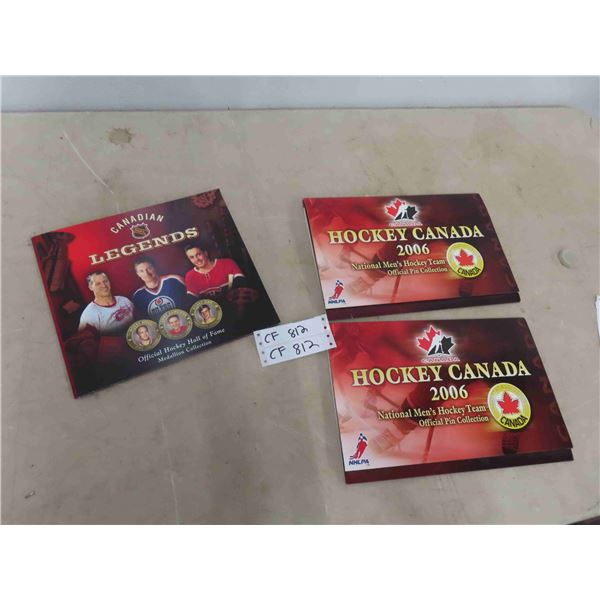 CANADIAN
LEGENDS
Official Hockey Hall of Fame
Medallion Collection
CF 812
CF 812
HOCKEY CANADA
2006
National Men's Hockey Team
Official Pin Collection
CANADA
NHLPA
HOCKEY CANADA
2006
National Men's Hockey Team
Official Pin Collection
CANADA
NHLPA